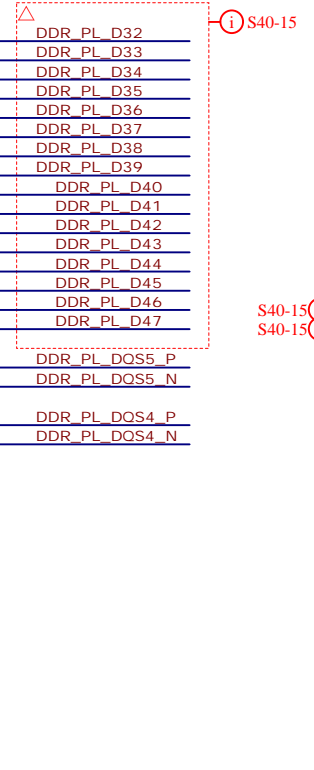 i S40-15
DDR_PL_D32
DDR_PL_D33
DDR_PL_D34
DDR_PL_D35
DDR_PL_D36
DDR_PL_D37
DDR_PL_D38
DDR_PL_D39
DDR_PL_D40
DDR_PL_D41
DDR_PL_D42
DDR_PL_D43
DDR_PL_D44
DDR_PL_D45
DDR_PL_D46
DDR_PL_D47
S40-15
S40-15
DDR_PL_DQS5_P
DDR_PL_DQS5_N
DDR_PL_DQS4_P
DDR_PL_DQS4_N